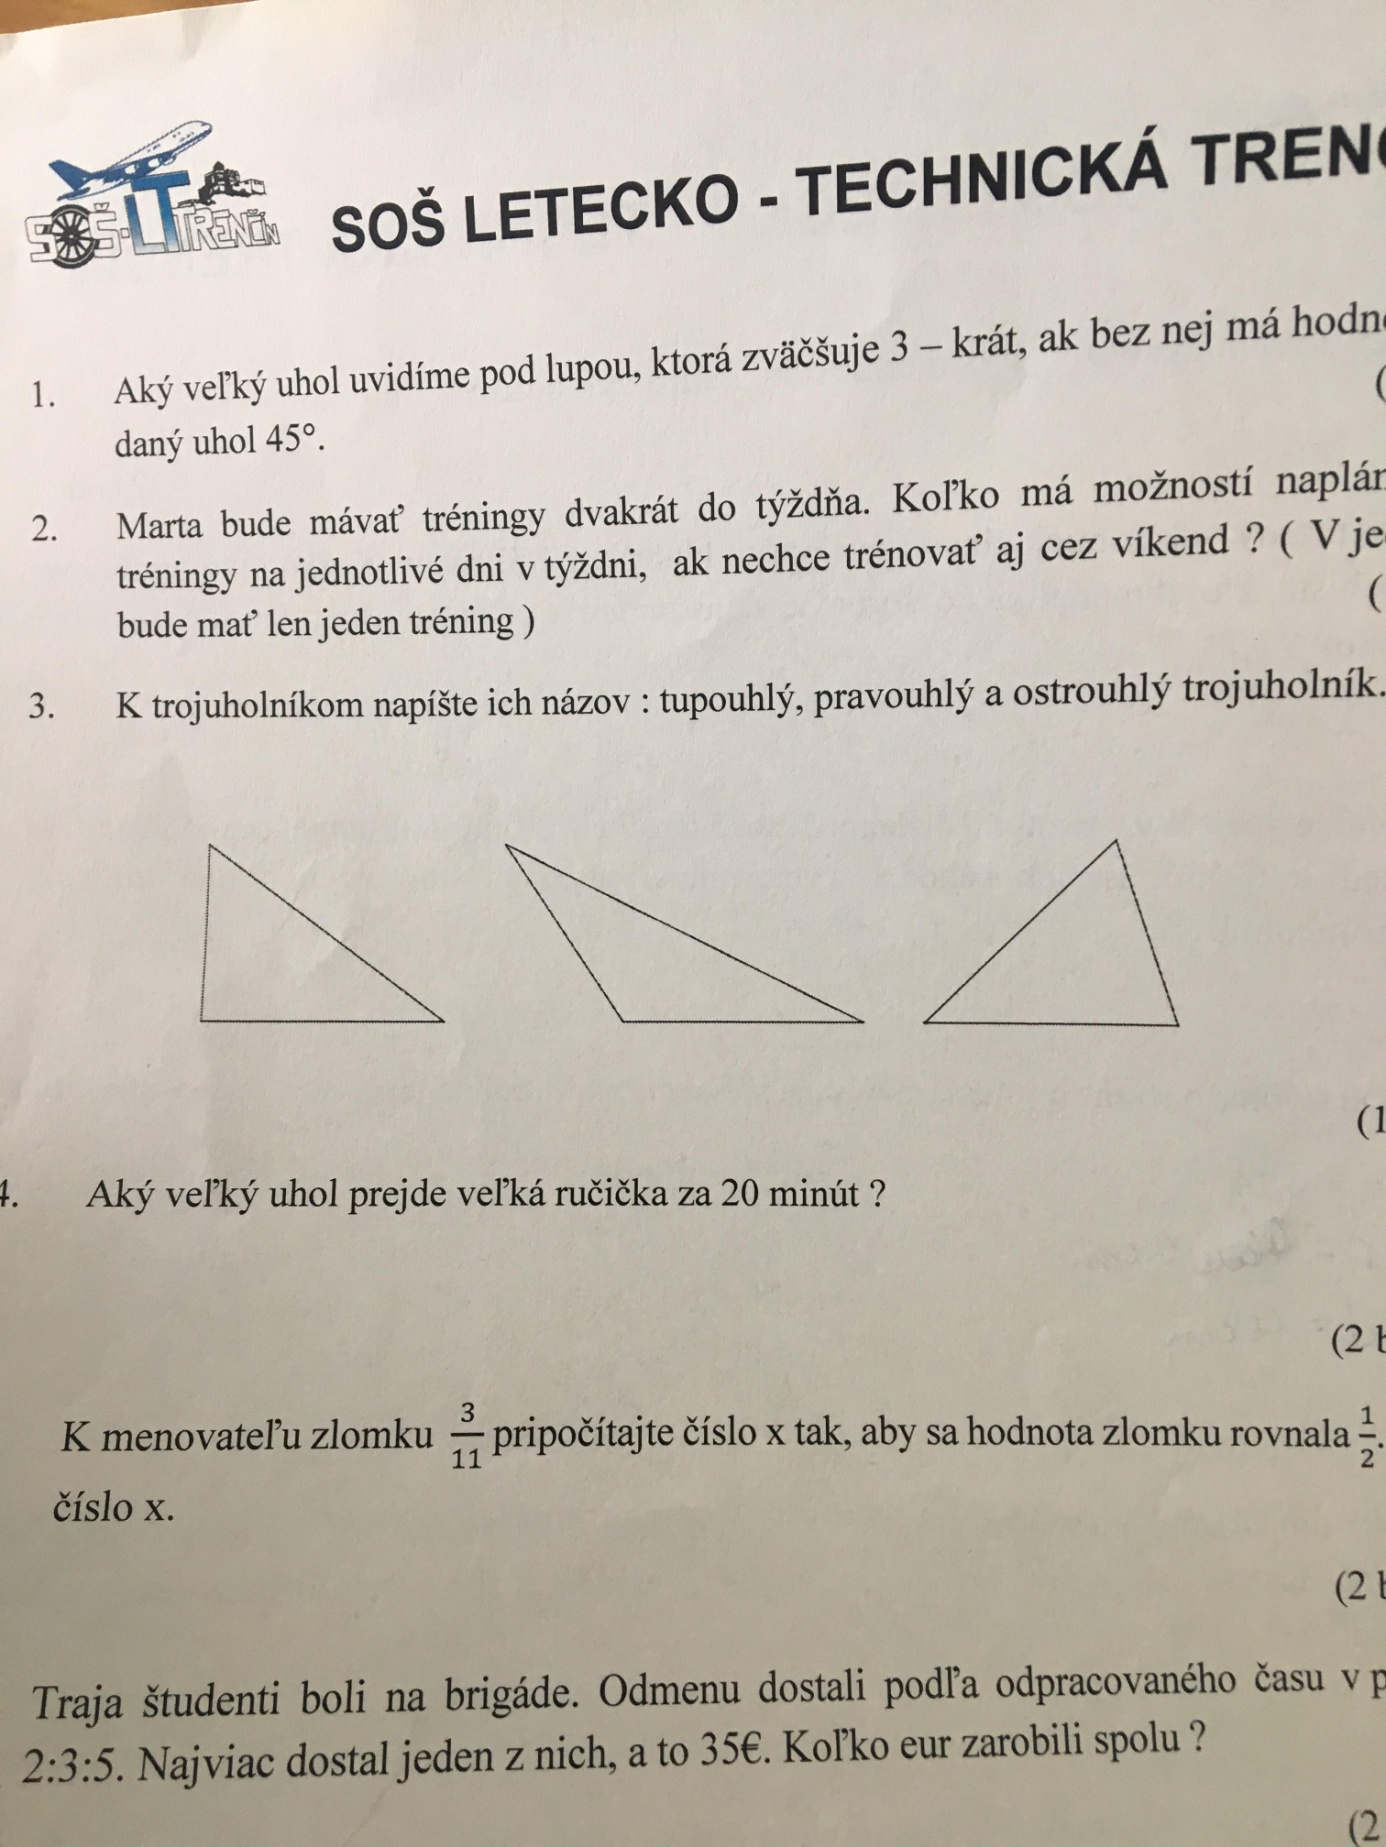 SOŠ-LT TRENČÍN
SOŠ LETECKO - TECHNICKÁ TREN
1. Aký veľký uhol uvidíme pod lupou, ktorá zväčšuje 3 – krát, ak bez nej má hodn
(
daný uhol 45°.
2. Marta bude mávať tréningy dvakrát do týždňa. Koľko má možností naplán
tréningy na jednotlivé dni v týždni, ak nechce trénovať aj cez víkend ? ( V je
bude mať len jeden tréning )
(
3. K trojuholníkom napíšte ich názov : tupouhlý, pravouhlý a ostrouhlý trojuholník.
(1
4. Aký veľký uhol prejde veľká ručička za 20 minút ?
(2 b
K menovateľu zlomku 3/11 pripočítajte číslo x tak, aby sa hodnota zlomku rovnala 1/2.
číslo x.
(2 b
Traja študenti boli na brigáde. Odmenu dostali podľa odpracovaného času v p
2:3:5. Najviac dostal jeden z nich, a to 35€. Koľko eur zarobili spolu ?
(2